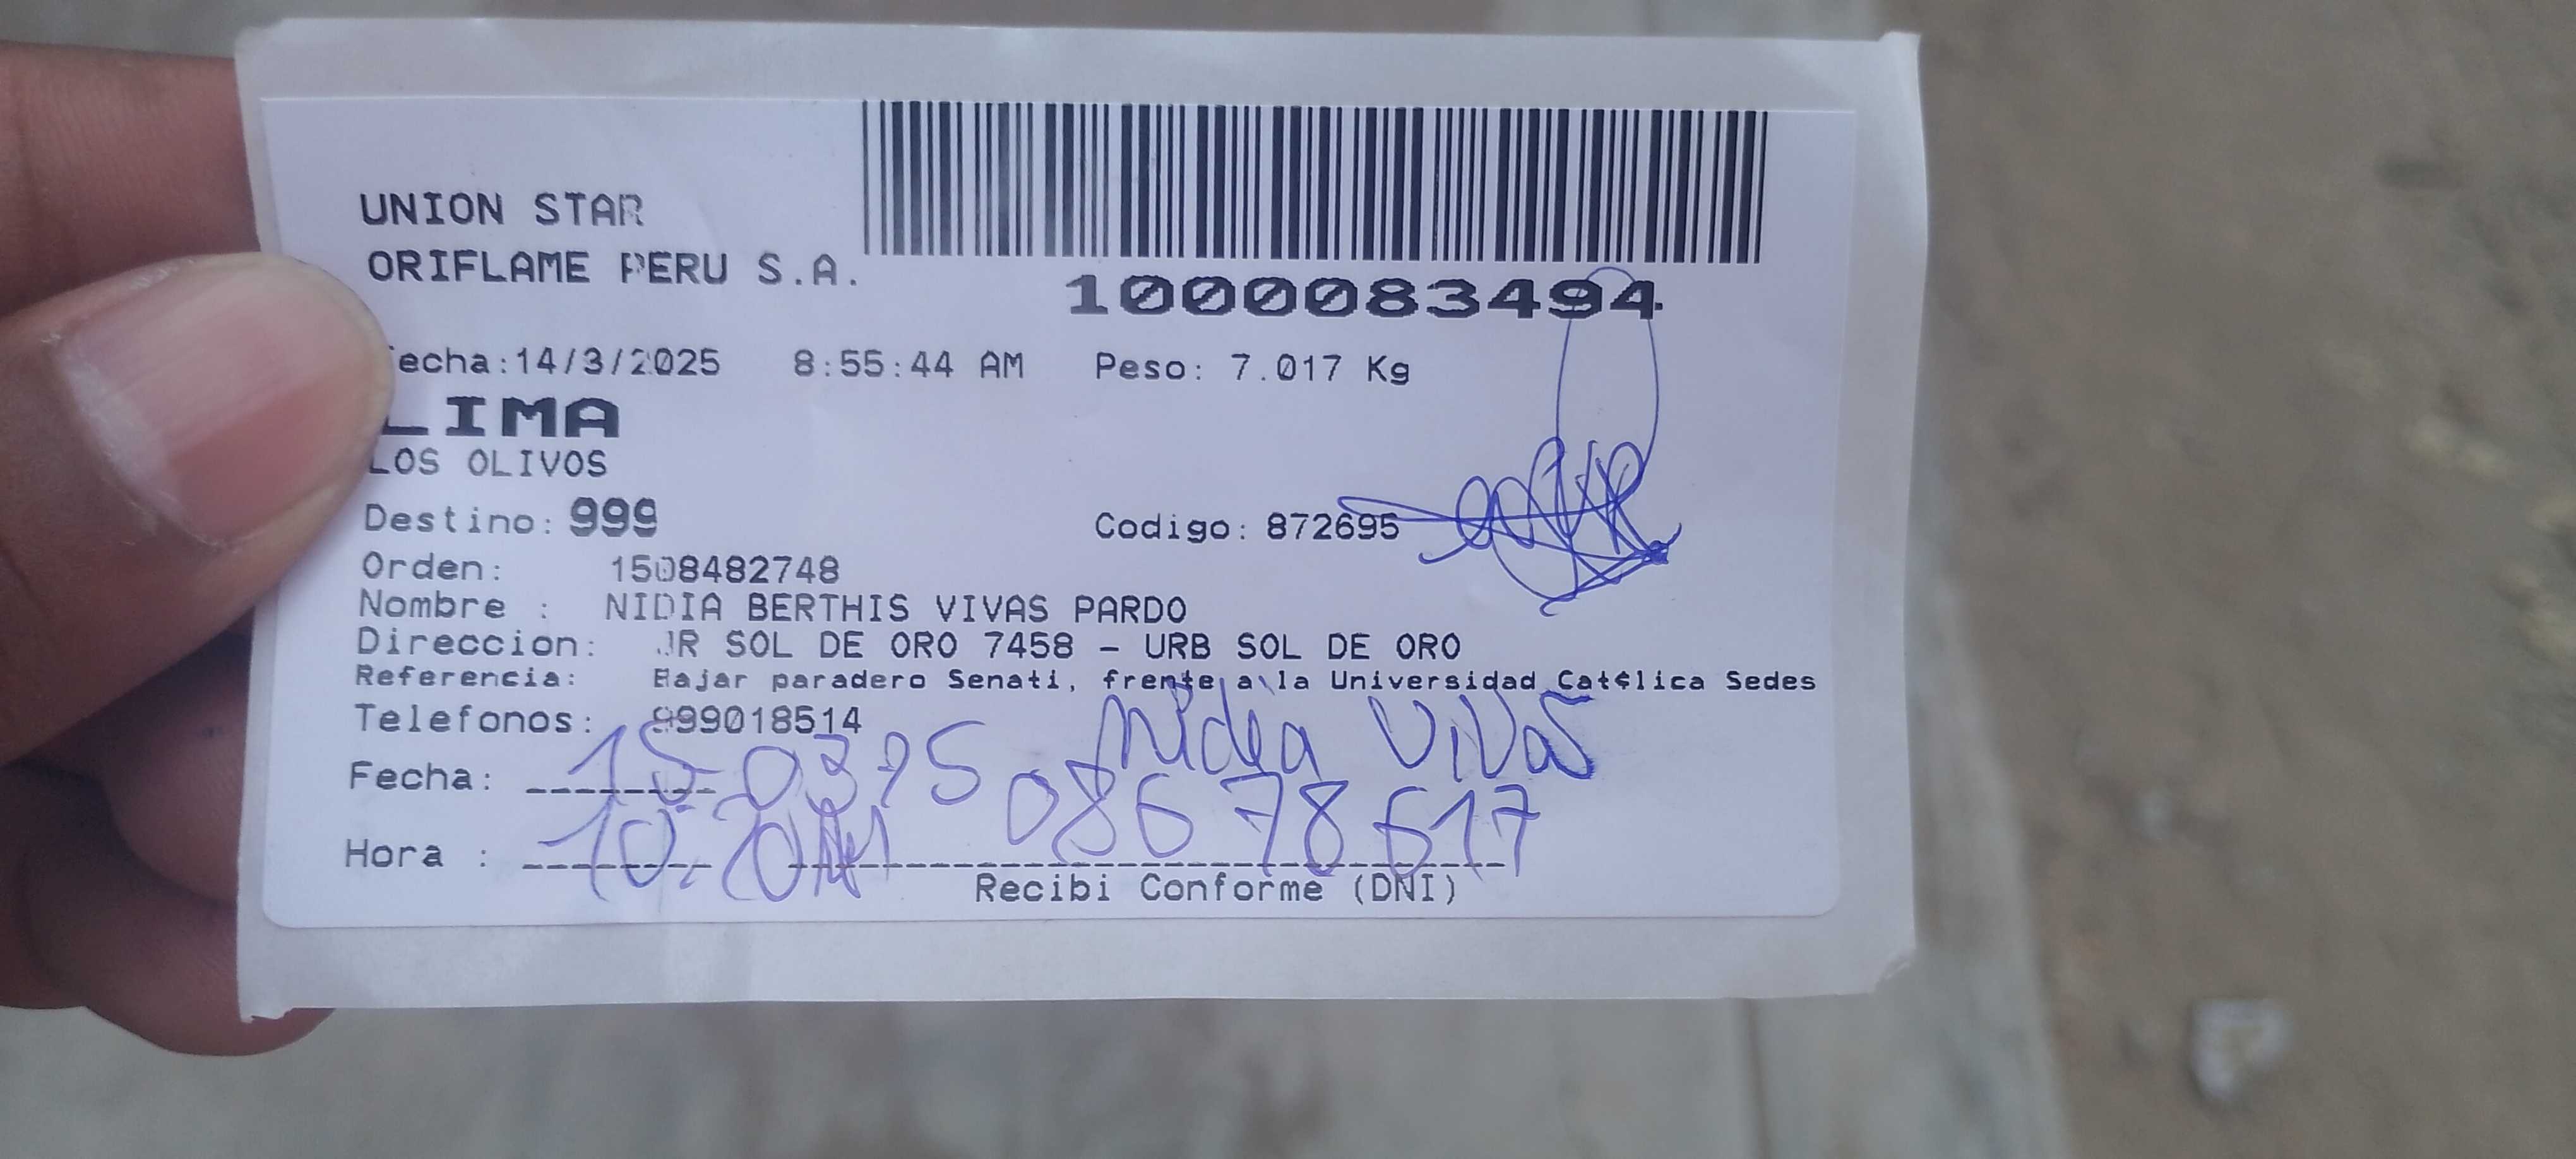 UNION STAR
ORIFLAME PERU S.A.
1000083494
echa:14/3/2025 8:55:44 AM Peso: 7.017 Kg
LIMA
LOS OLIVOS
Destino: 999 Codigo: 872695
Orden: 1508482748
Nombre : NIDIA BERTHIS VIVAS PARDO
Direccion: JR SOL DE ORO 7458 - URB SOL DE ORO
Referencia: Bajar paradero Senati, frente a la Universidad Cat¢lica Sedes
Telefonos: 999018514
Nidia Vivas
Fecha: 15 03 25
08678617
Hora : 10:20AM
Recibi Conforme (DNI)